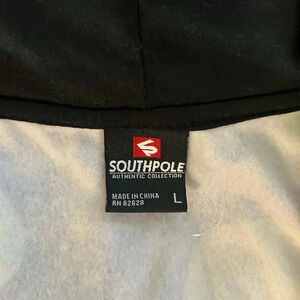 SOUTHPOLE
AUTHENTIC COLLECTION
MADE IN CHINA
RN 82628
L